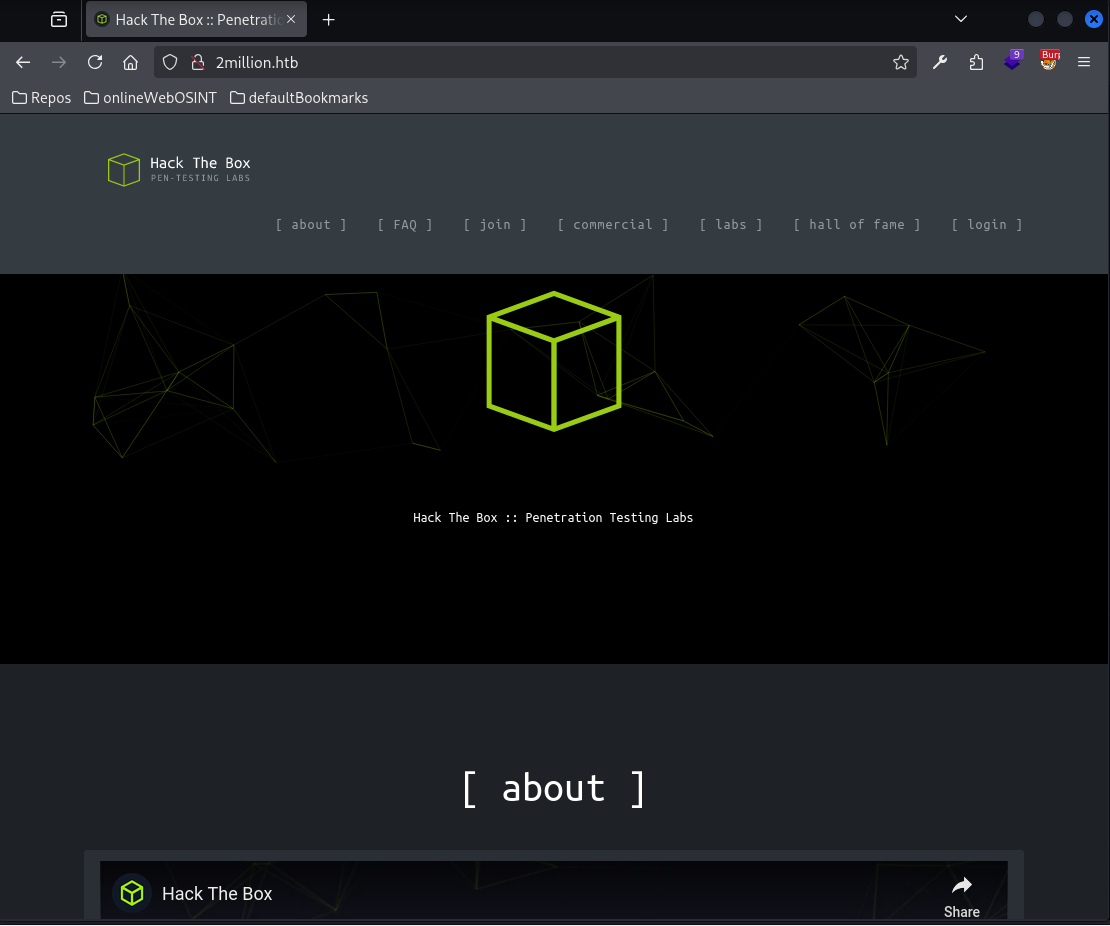 Hack The Box :: Penetratio
2million.htb
9
Burp
Repos onlineWebOSINT defaultBookmarks
Hack The Box
PEN-TESTING LABS
[ about ] [ FAQ ] [ join ] [ commercial ] [ labs ] [ hall of fame ] [ login ]
Hack The Box :: Penetration Testing Labs
[ about ]
Hack The Box
Share